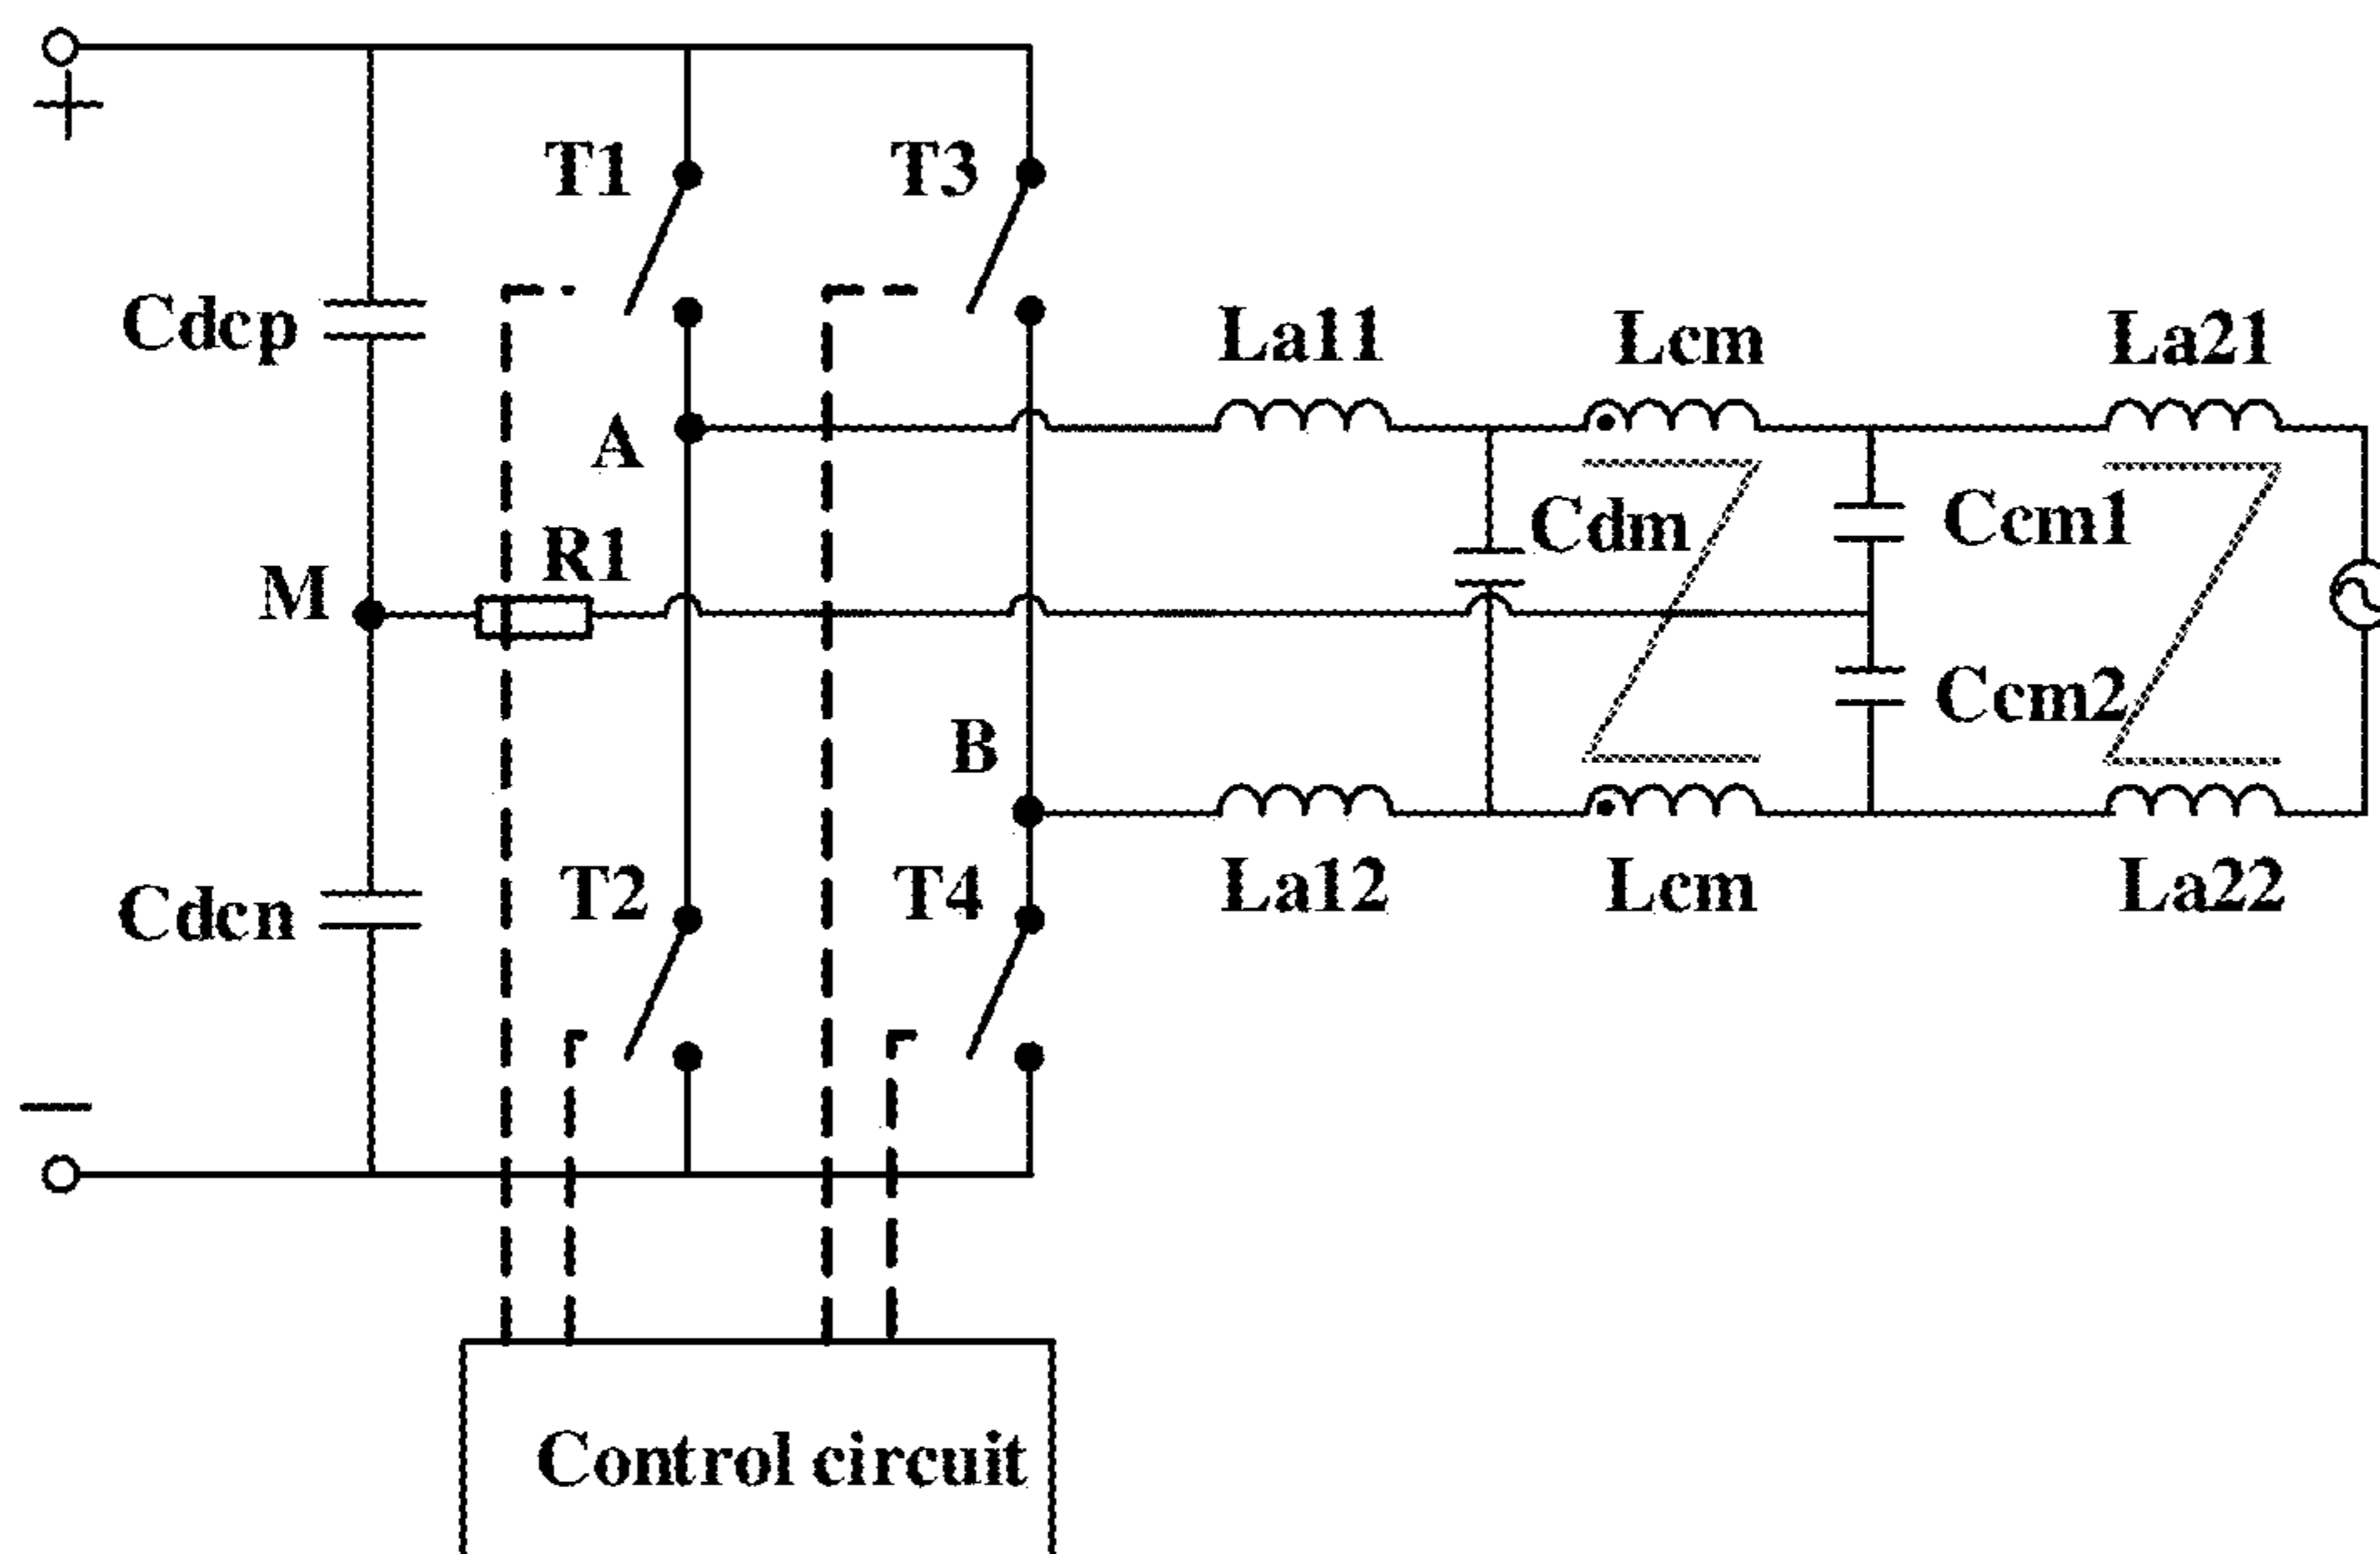 +
T1
T3
Cdcp
La11
Lcm
La21
A
Cdm
Ccm1
R1
M
Ccm2
B
T2
T4
Cdcn
La12
Lcm
La22
—
Control circuit